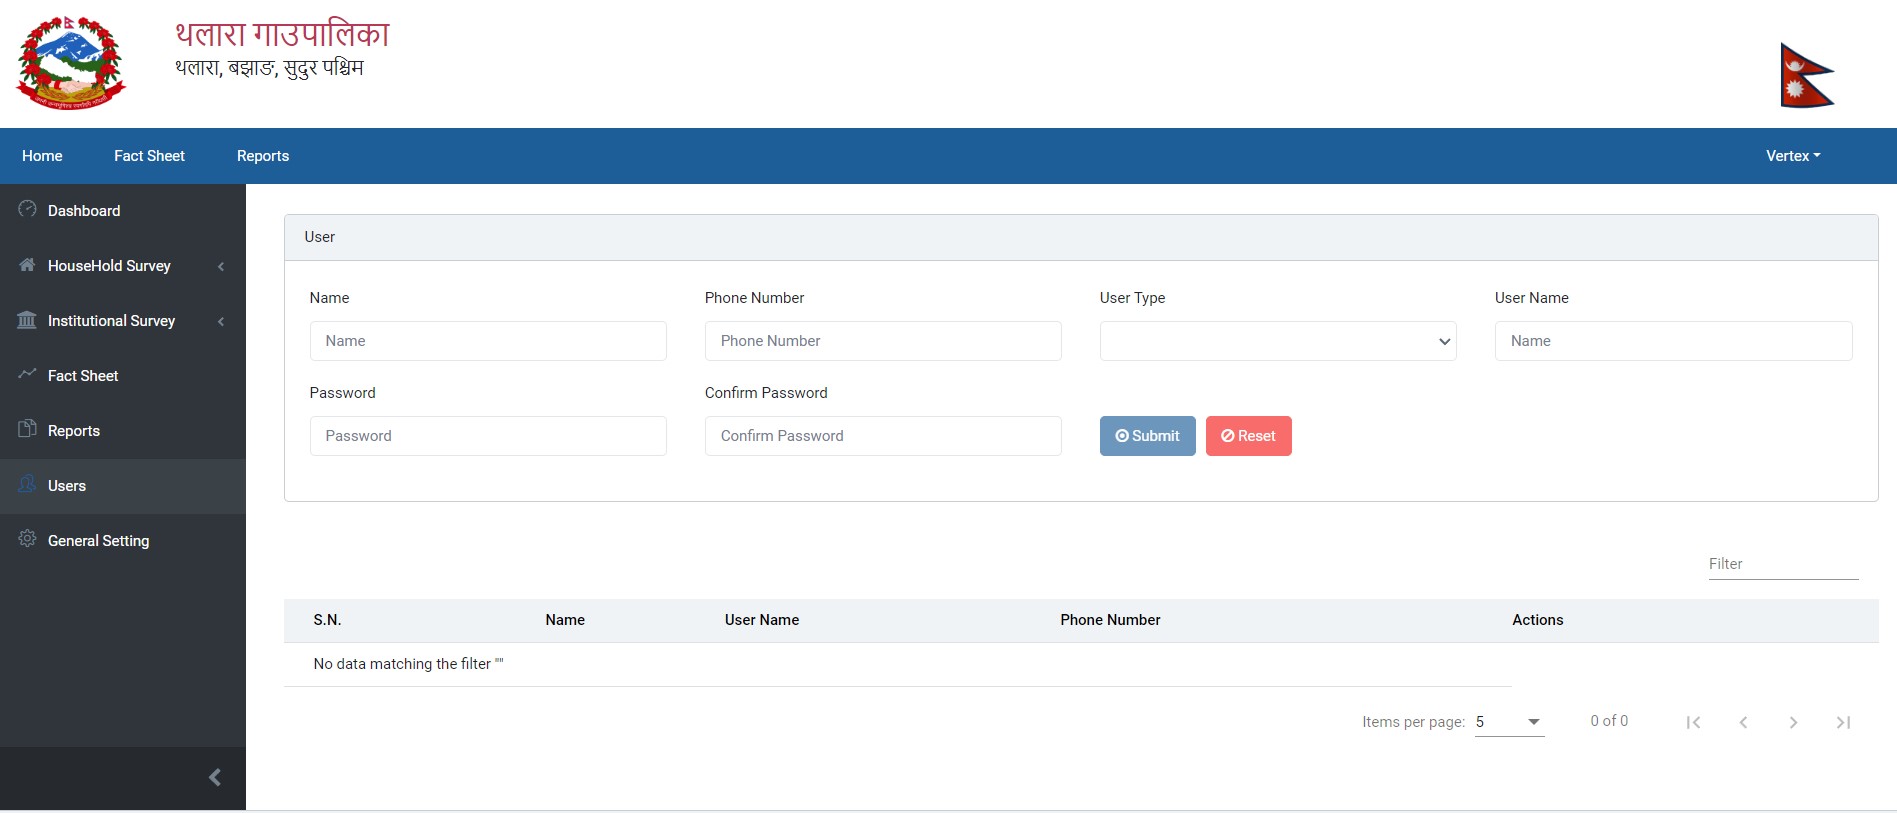 थलारा गाउपालिका
थलारा, बझाङ, सुदुर पश्चिम
Home Fact Sheet Reports Vertex
Dashboard
HouseHold Survey
Institutional Survey
Fact Sheet
Reports
Users
General Setting
User
Name Phone Number User Type User Name
Name Phone Number Name
Password Confirm Password
Password Confirm Password Submit Reset
Filter
S.N. Name User Name Phone Number Actions
No data matching the filter ""
Items per page: 5 0 of 0